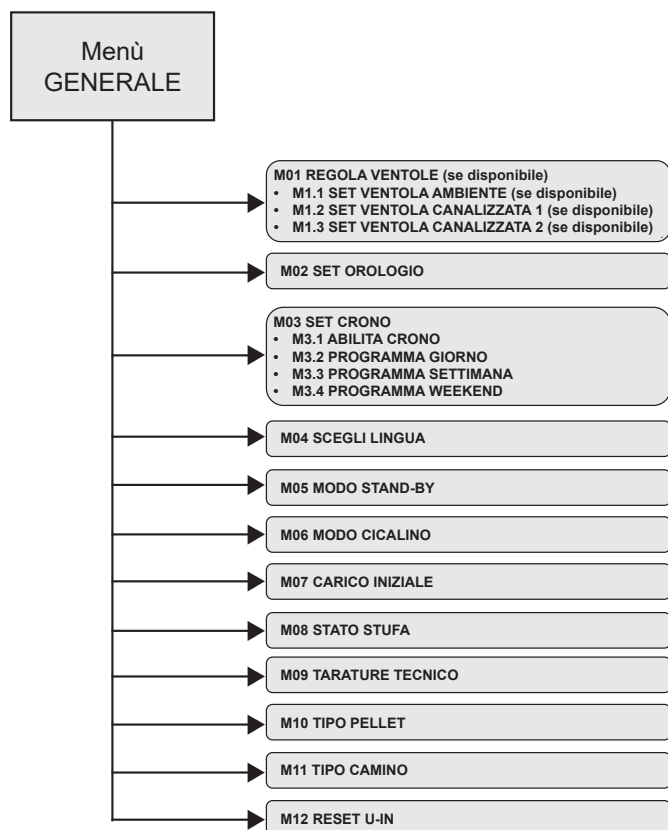 Menù
GENERALE
M01 REGOLA VENTOLE (se disponibile)
• M1.1 SET VENTOLA AMBIENTE (se disponibile)
• M1.2 SET VENTOLA CANALIZZATA 1 (se disponibile)
• M1.3 SET VENTOLA CANALIZZATA 2 (se disponibile)
M02 SET OROLOGIO
M03 SET CRONO
• M3.1 ABILITA CRONO
• M3.2 PROGRAMMA GIORNO
• M3.3 PROGRAMMA SETTIMANA
• M3.4 PROGRAMMA WEEKEND
M04 SCEGLI LINGUA
M05 MODO STAND-BY
M06 MODO CICALINO
M07 CARICO INIZIALE
M08 STATO STUFA
M09 TARATURE TECNICO
M10 TIPO PELLET
M11 TIPO CAMINO
M12 RESET U-IN